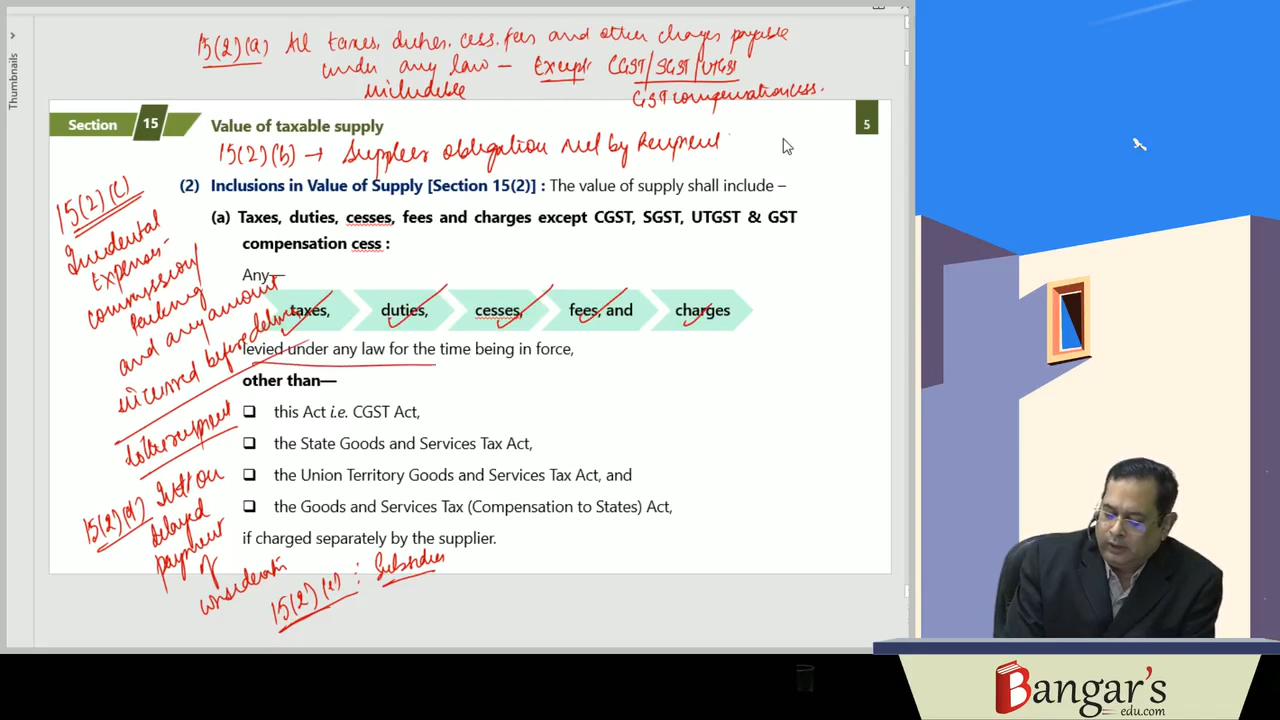 Thumbnails
15(2)(a) All taxes, duties, cess, fees and other charges payable
under any law - Except CGST/SGST/UTGST
includible GST compensation cess.
Section 15 Value of taxable supply 5
15(2)(b) → Suppliers obligation met by Recipient
(2) Inclusions in Value of Supply [Section 15(2)] : The value of supply shall include –
(a) Taxes, duties, cesses, fees and charges except CGST, SGST, UTGST & GST
compensation cess :
Any—
taxes, duties, cesses, fees, and charges
levied under any law for the time being in force,
other than—
❑ this Act i.e. CGST Act,
❑ the State Goods and Services Tax Act,
❑ the Union Territory Goods and Services Tax Act, and
❑ the Goods and Services Tax (Compensation to States) Act,
if charged separately by the supplier.
15(2)(c)
Incidental
Expenses-
commission/
Packing
and any amount
incurred before delivery
to the recipient
15(2)(d) Intt on
delayed
payment
of
consideration
15(2)(e) : Subsidies
Bangar's
edu.com